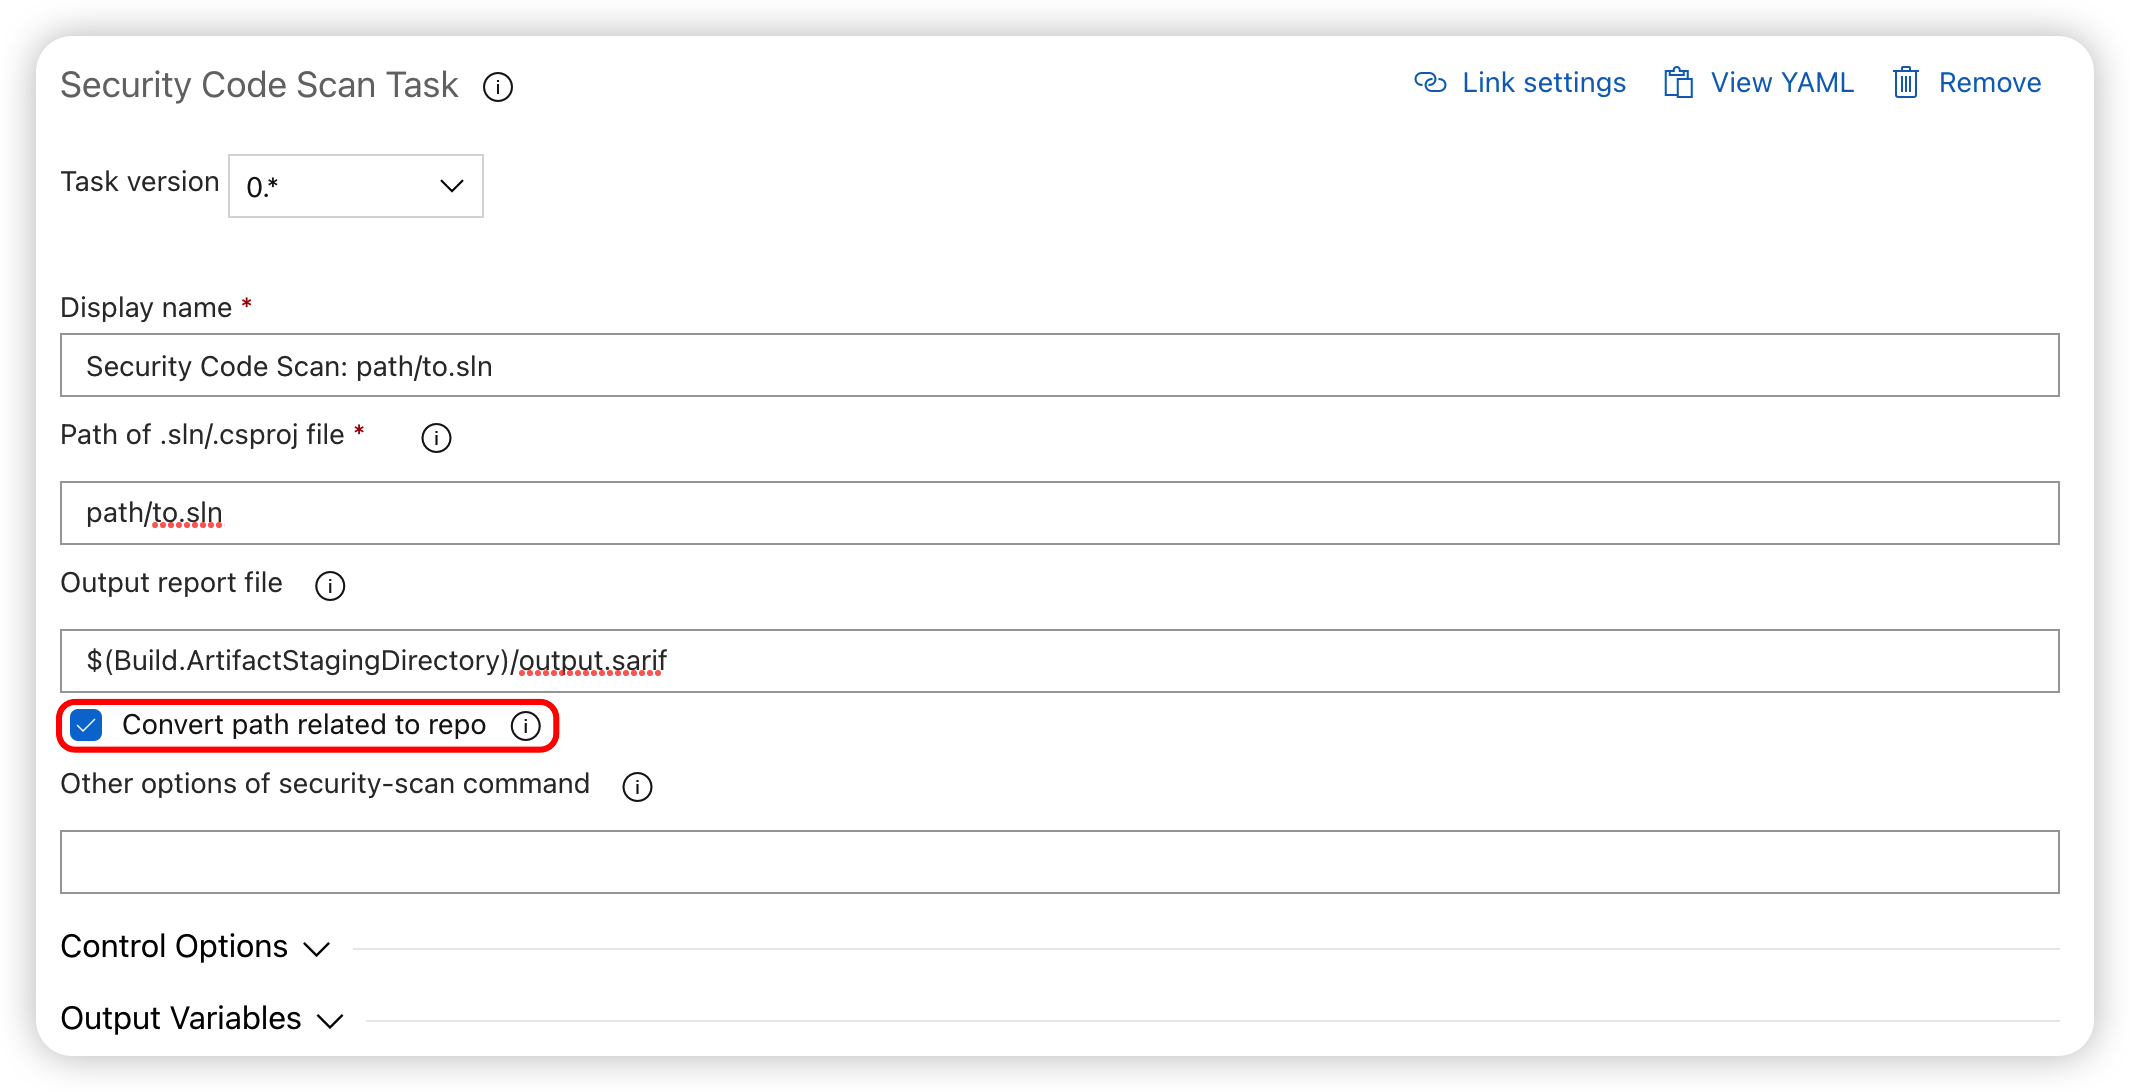 Security Code Scan Task
Link settings
View YAML
Remove
Task version
0.*
Display name *
Security Code Scan: path/to.sln
Path of .sln/.csproj file *
path/to.sln
Output report file
$(Build.ArtifactStagingDirectory)/output.sarif
Convert path related to repo
Other options of security-scan command
Control Options
Output Variables